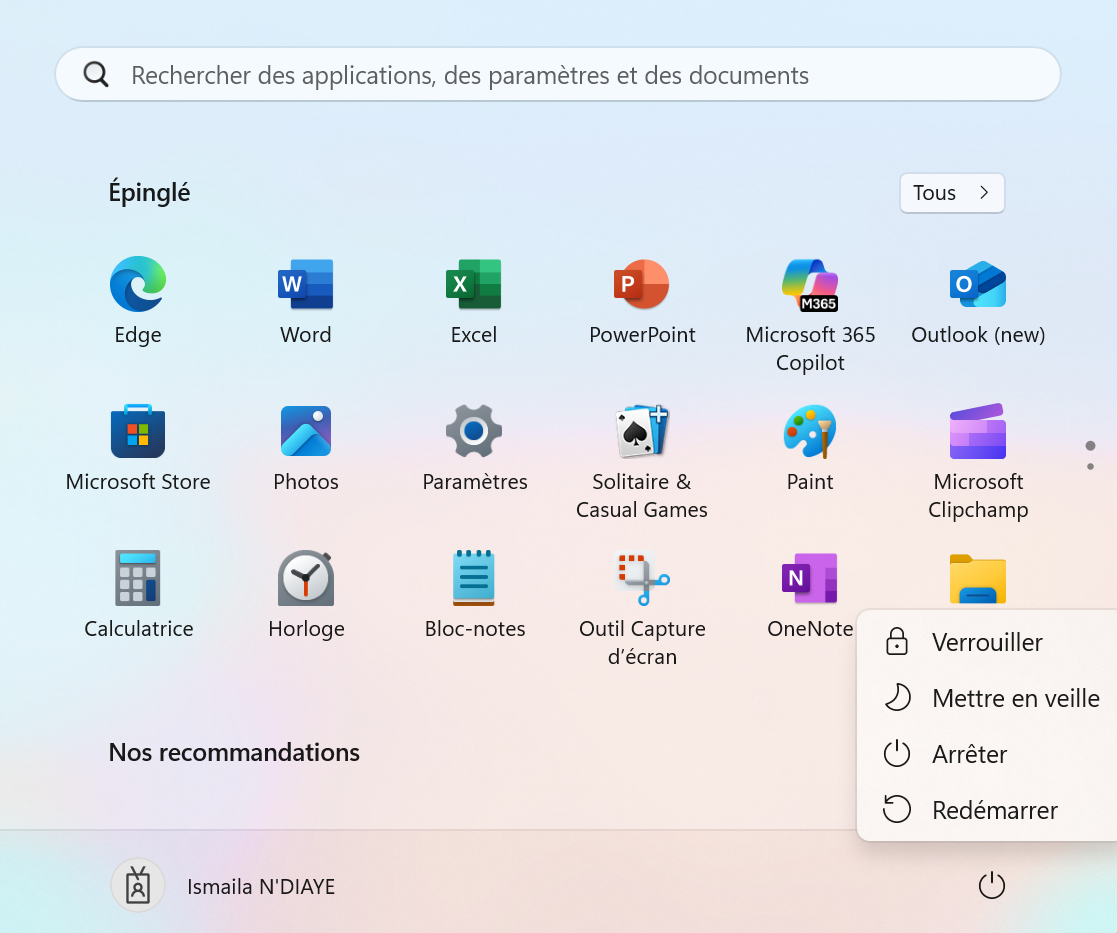 Rechercher des applications, des paramètres et des documents
Épinglé
Tous
Edge
Word
Excel
PowerPoint
Microsoft 365
Copilot
Outlook (new)
Microsoft Store
Photos
Paramètres
Solitaire &
Casual Games
Paint
Microsoft
Clipchamp
Calculatrice
Horloge
Bloc-notes
Outil Capture
d’écran
OneNote
Verrouiller
Mettre en veille
Arrêter
Redémarrer
Nos recommandations
Ismaila N'DIAYE
W
X
P
M365
O
N